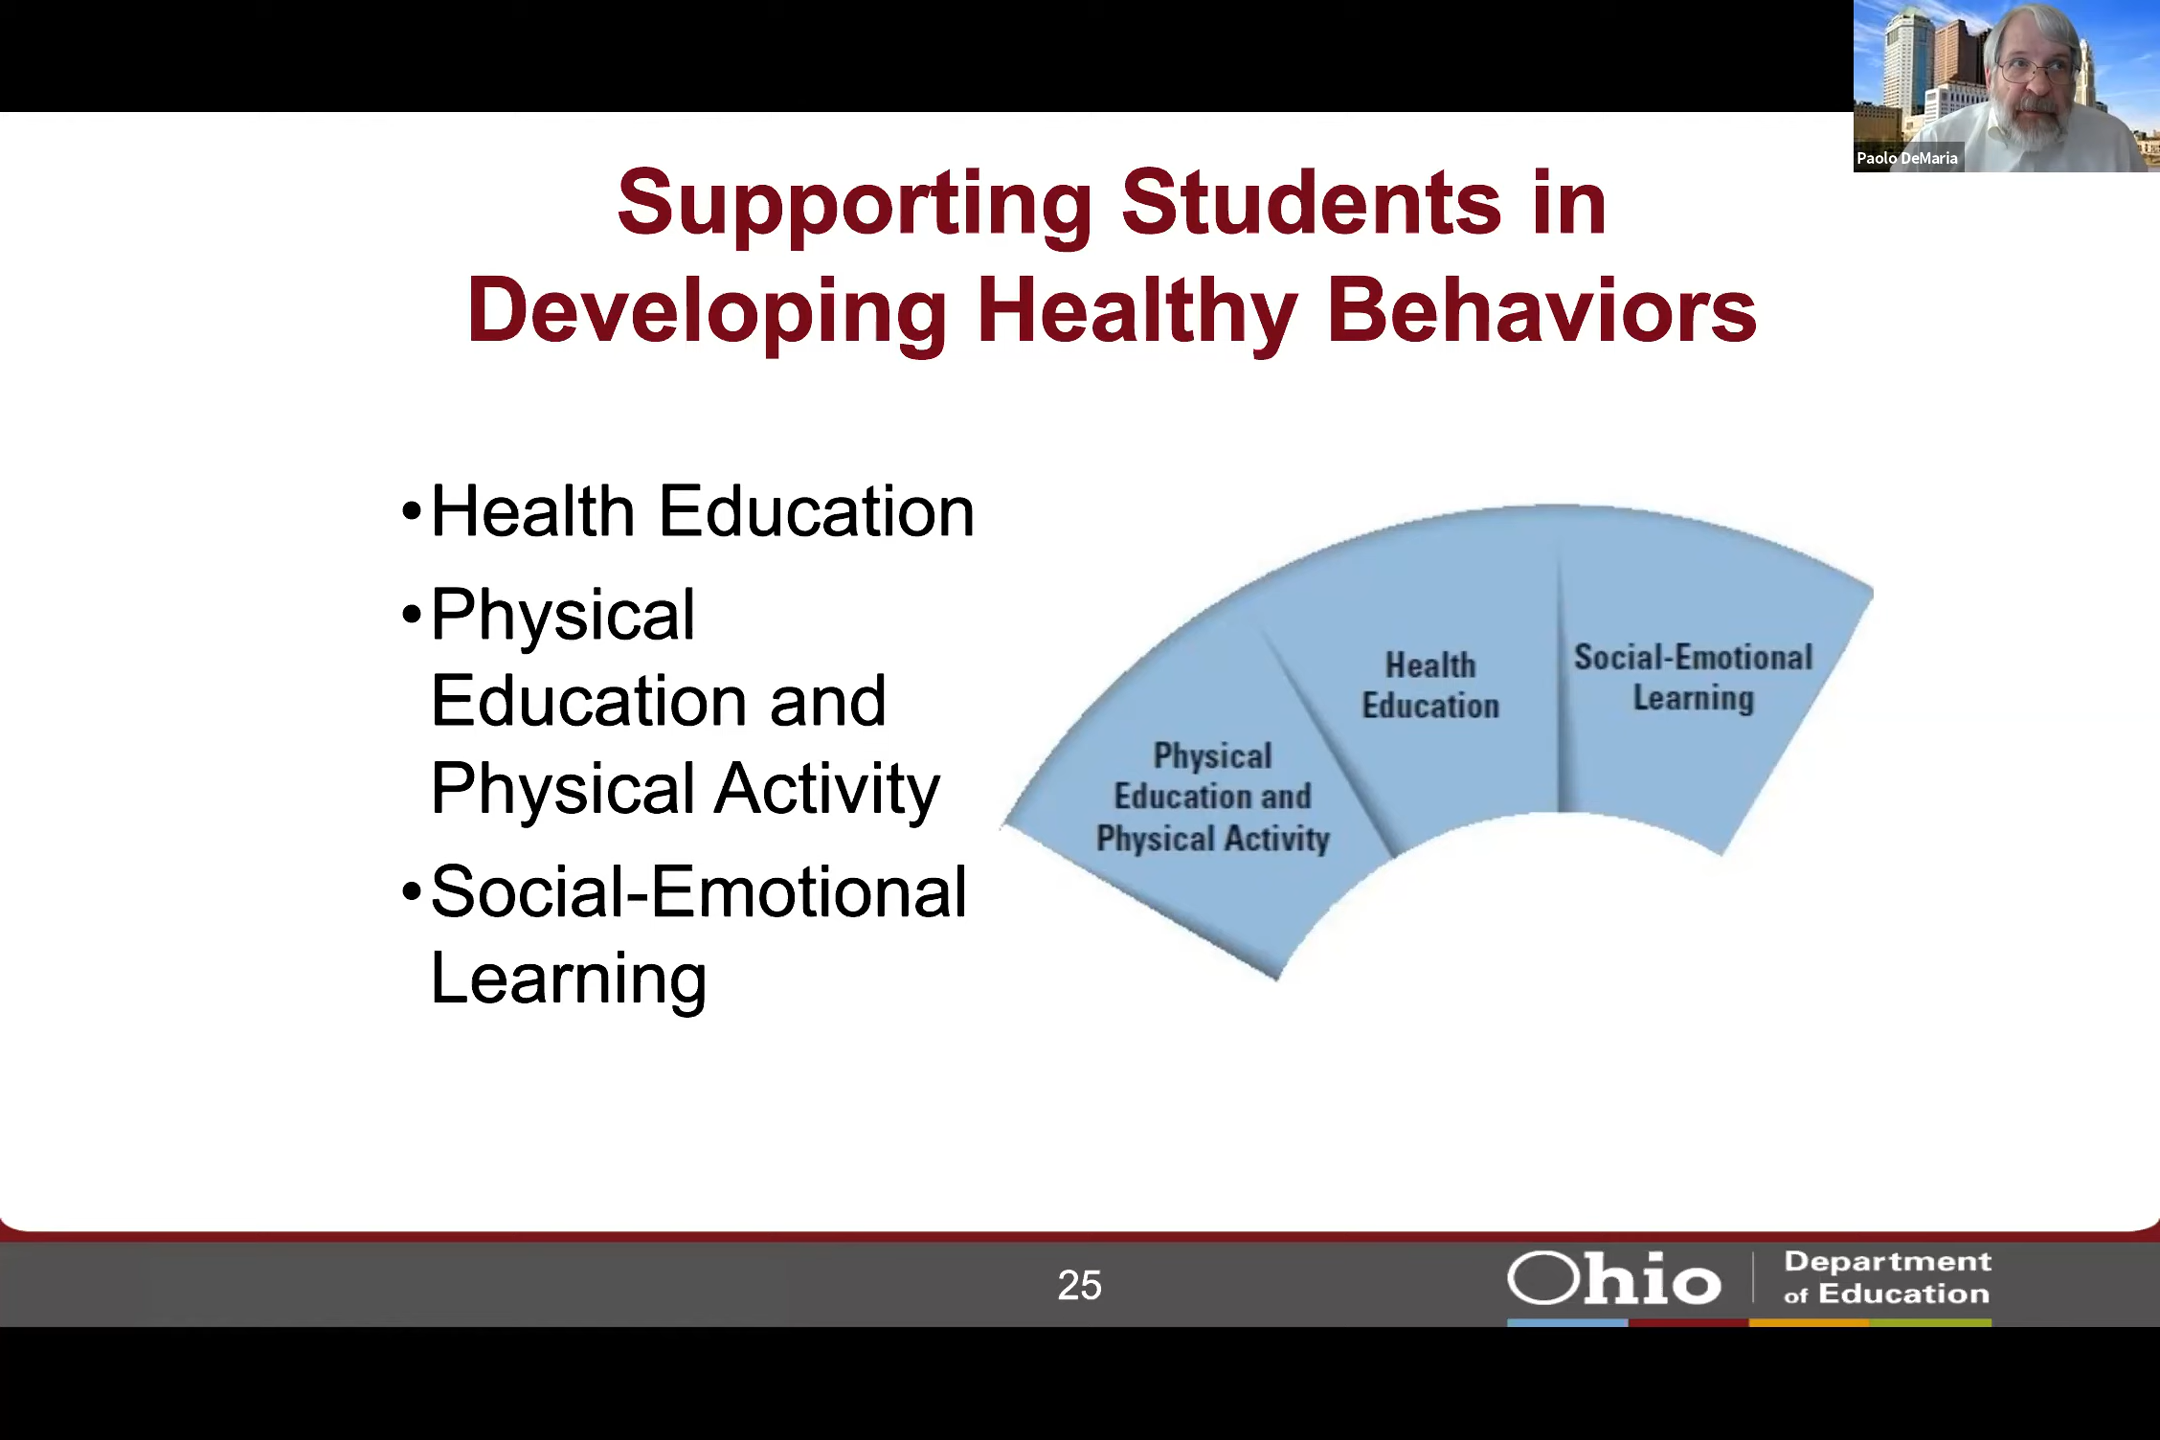 Paolo DeMaria
Supporting Students in
Developing Healthy Behaviors
•Health Education
•Physical
Education and
Physical Activity
•Social-Emotional
Learning
Physical
Education and
Physical Activity
Health
Education
Social-Emotional
Learning
25
Ohio
Department
of Education